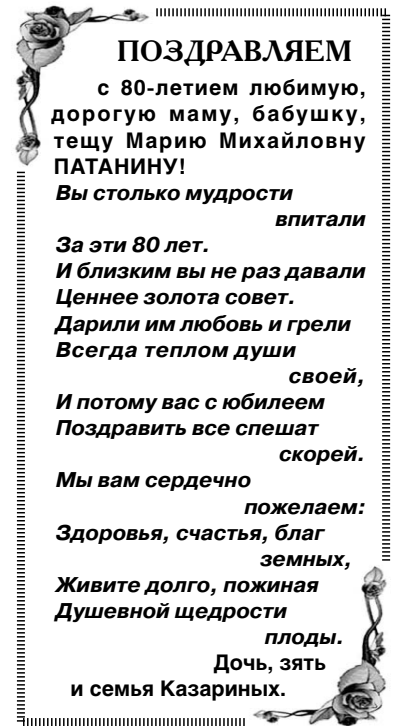 ПОЗДРАВЛЯЕМ
с 80-летием любимую,
дорогую маму, бабушку,
тещу Марию Михайловну
ПАТАНИНУ!
Вы столько мудрости
впитали
За эти 80 лет.
И близким вы не раз давали
Ценнее золота совет.
Дарили им любовь и грели
Всегда теплом души
своей,
И потому вас с юбилеем
Поздравить все спешат
скорей.
Мы вам сердечно
пожелаем:
Здоровья, счастья, благ
земных,
Живите долго, пожиная
Душевной щедрости
плоды.
Дочь, зять
и семья Казариных.